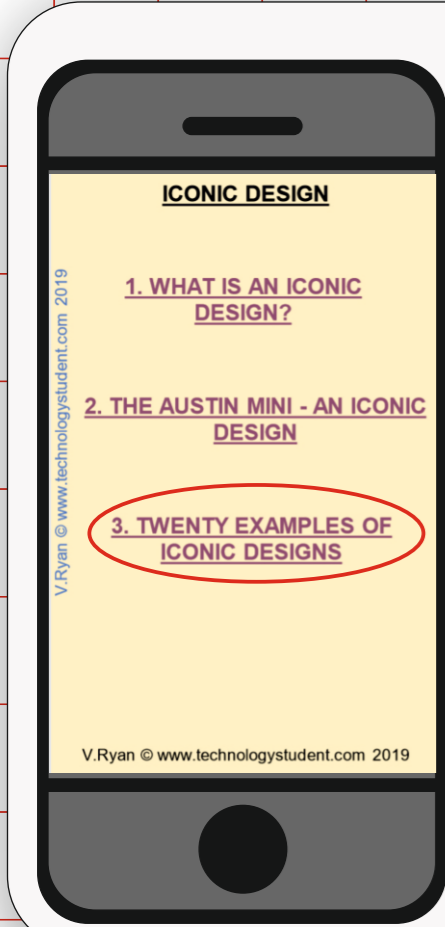 ICONIC DESIGN
1. WHAT IS AN ICONIC
DESIGN?
2. THE AUSTIN MINI - AN ICONIC
DESIGN
3. TWENTY EXAMPLES OF
ICONIC DESIGNS
V.Ryan © www.technologystudent.com 2019
V.Ryan © www.technologystudent.com 2019